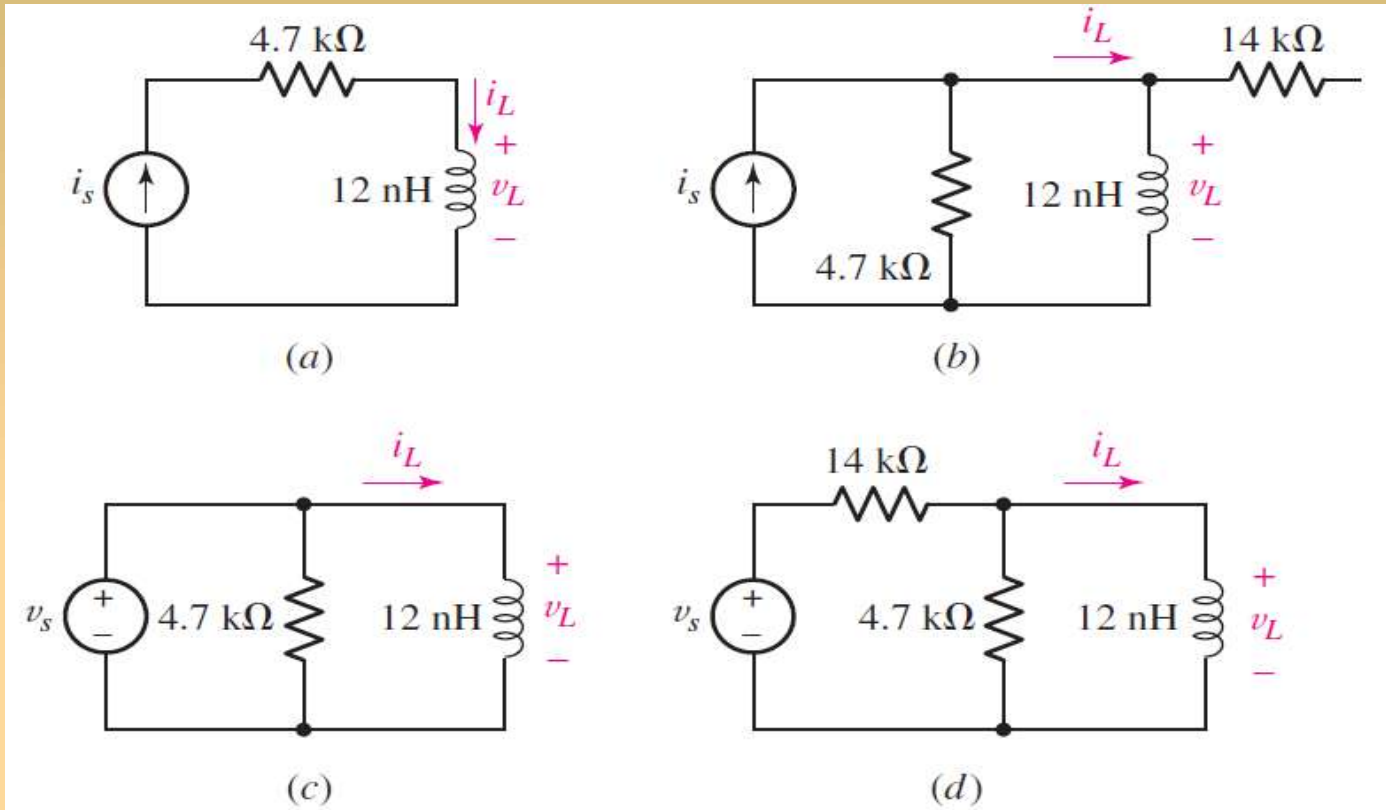 4.7 kΩ
i_L
i_s
12 nH
+
v_L
−
(a)
i_L
14 kΩ
i_s
4.7 kΩ
12 nH
+
v_L
−
(b)
i_L
v_s
+
−
4.7 kΩ
12 nH
+
v_L
−
(c)
14 kΩ
i_L
v_s
+
−
4.7 kΩ
12 nH
+
v_L
−
(d)